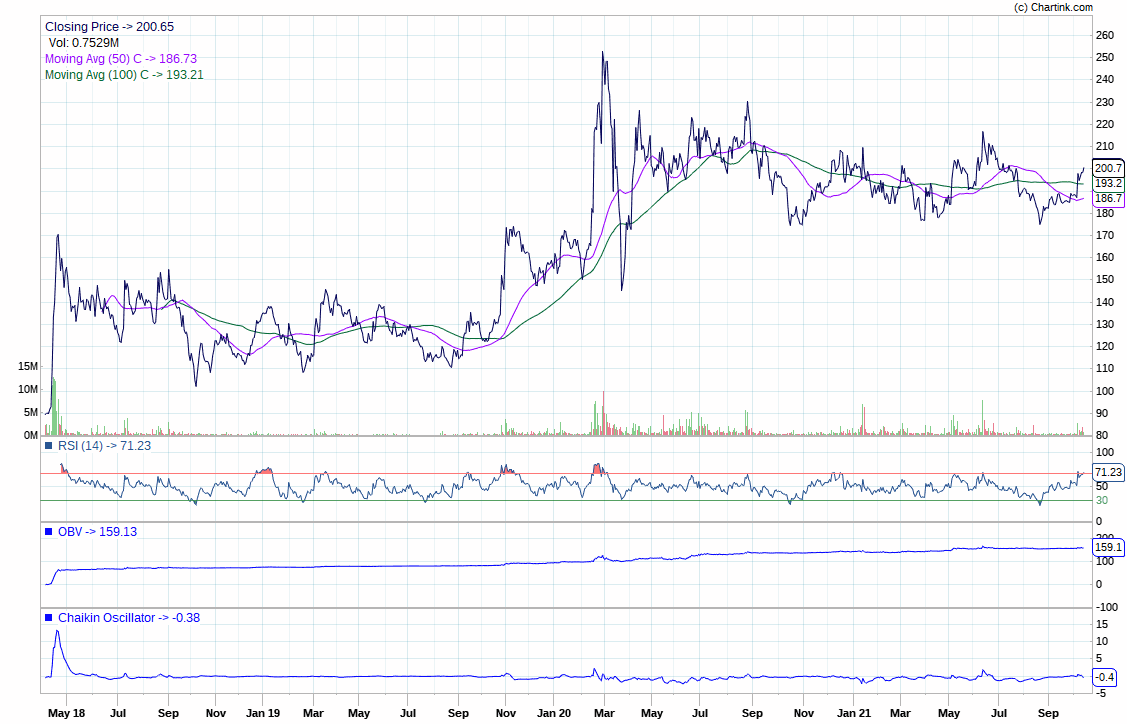 (c) Chartink.com
Closing Price -> 200.65
Vol: 0.7529M
Moving Avg (50) C -> 186.73
Moving Avg (100) C -> 193.21
260
250
240
230
220
210
200.7
193.2
186.7
180
170
160
150
140
130
120
110
100
90
80
15M
10M
5M
0M
RSI (14) -> 71.23
100
71.23
50
30
0
OBV -> 159.13
200
159.1
100
0
-100
Chaikin Oscillator -> -0.38
15
10
5
-0.4
-5
May 18 Jul Sep Nov Jan 19 Mar May Jul Sep Nov Jan 20 Mar May Jul Sep Nov Jan 21 Mar May Jul Sep